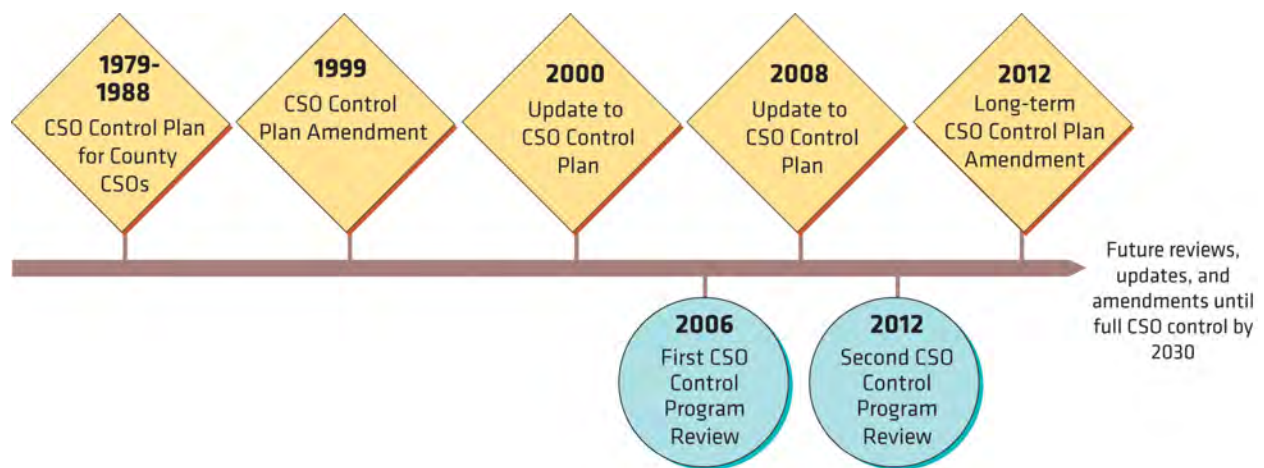 1979-
1988
CSO Control Plan
for County
CSOs
1999
CSO Control
Plan Amendment
2000
Update to
CSO Control
Plan
2008
Update to
CSO Control
Plan
2012
Long-term
CSO Control Plan
Amendment
2006
First CSO
Control
Program
Review
2012
Second CSO
Control
Program
Review
Future reviews,
updates, and
amendments until
full CSO control by
2030